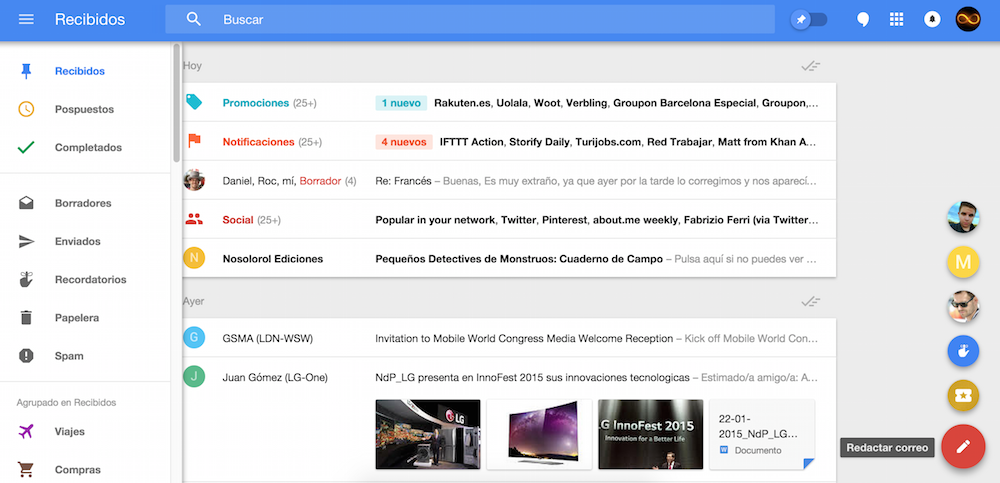 Recibidos
Buscar
Recibidos
Pospuestos
Completados
Borradores
Enviados
Recordatorios
Papelera
Spam
Agrupado en Recibidos
Viajes
Compras
Hoy
Promociones (25+) 1 nuevo Rakuten.es, Uolala, Woot, Verbling, Groupon Barcelona Especial, Groupon,…
Notificaciones (25+) 4 nuevos IFTTT Action, Storify Daily, Turijobs.com, Red Trabajar, Matt from Khan A…
Daniel, Roc, mí, Borrador (4) Re: Francés – Buenas, Es muy extraño, ya que ayer por la tarde lo corregimos y nos aparecí…
Social (25+) Popular in your network, Twitter, Pinterest, about.me weekly, Fabrizio Ferri (via Twitter…
N Nosolorol Ediciones Pequeños Detectives de Monstruos: Cuaderno de Campo – Pulsa aquí si no puedes ver …
Ayer
G GSMA (LDN-WSW) Invitation to Mobile World Congress Media Welcome Reception – Kick off Mobile World Con…
J Juan Gómez (LG-One) NdP_LG presenta en InnoFest 2015 sus innovaciones tecnologicas – Estimado/a amigo/a: A…
LG
LG InnoFest 2015
Innovation for a Better Life
22-01-
2015_NdP_LG…
W Documento
M
Redactar correo